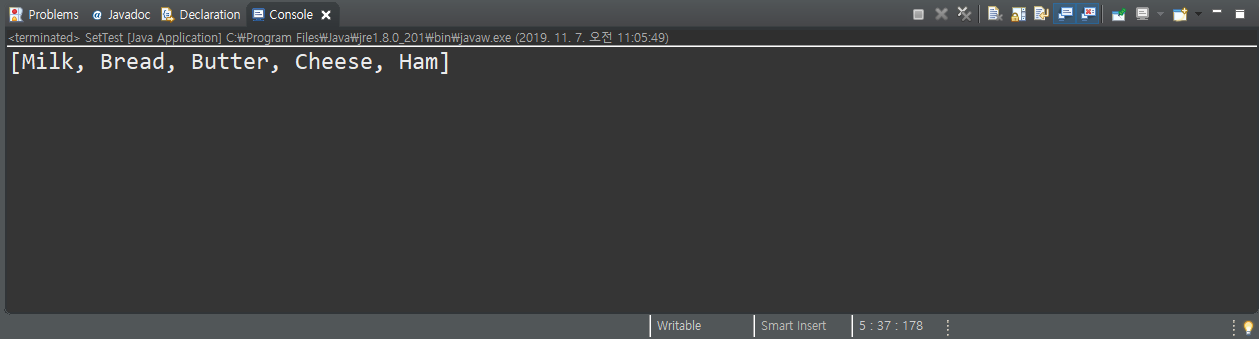 Problems @ Javadoc Declaration Console
<terminated> SetTest [Java Application] C:₩Program Files₩Java₩jre1.8.0_201₩bin₩javaw.exe (2019. 11. 7. 오전 11:05:49)
[Milk, Bread, Butter, Cheese, Ham]
Writable Smart Insert 5 : 37 : 178